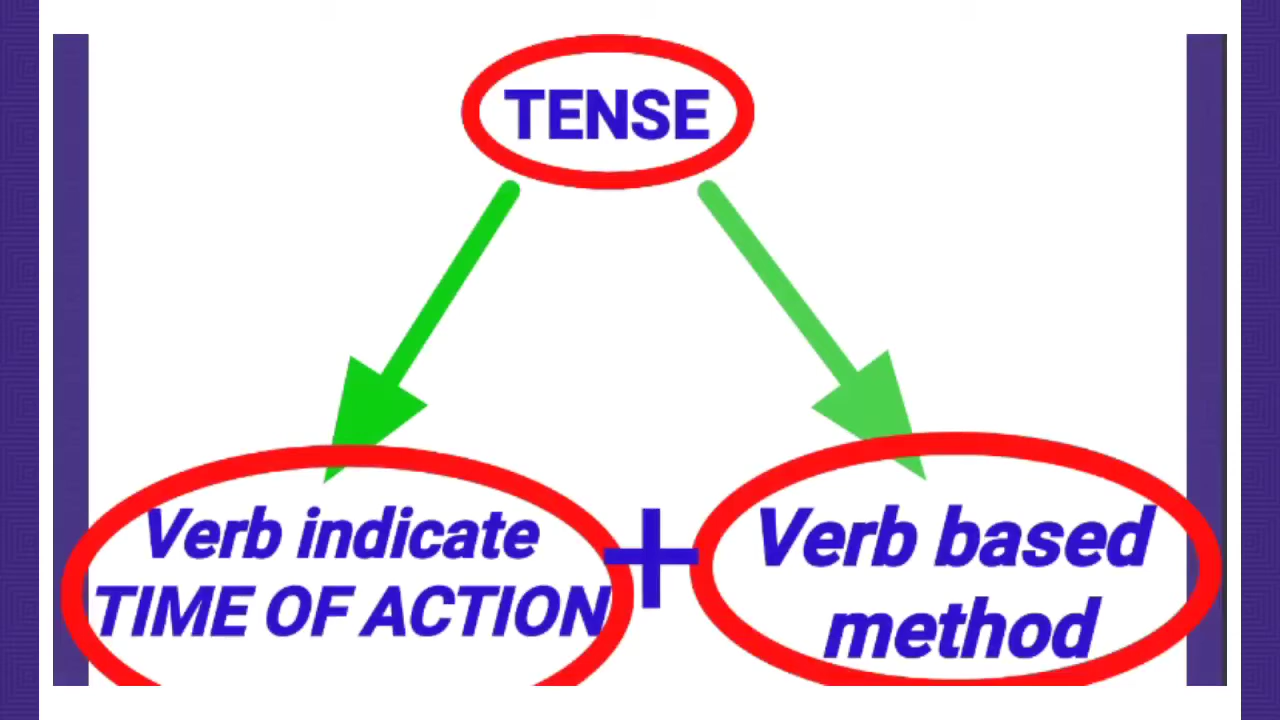 TENSE
Verb indicate
TIME OF ACTION
+
Verb based
method